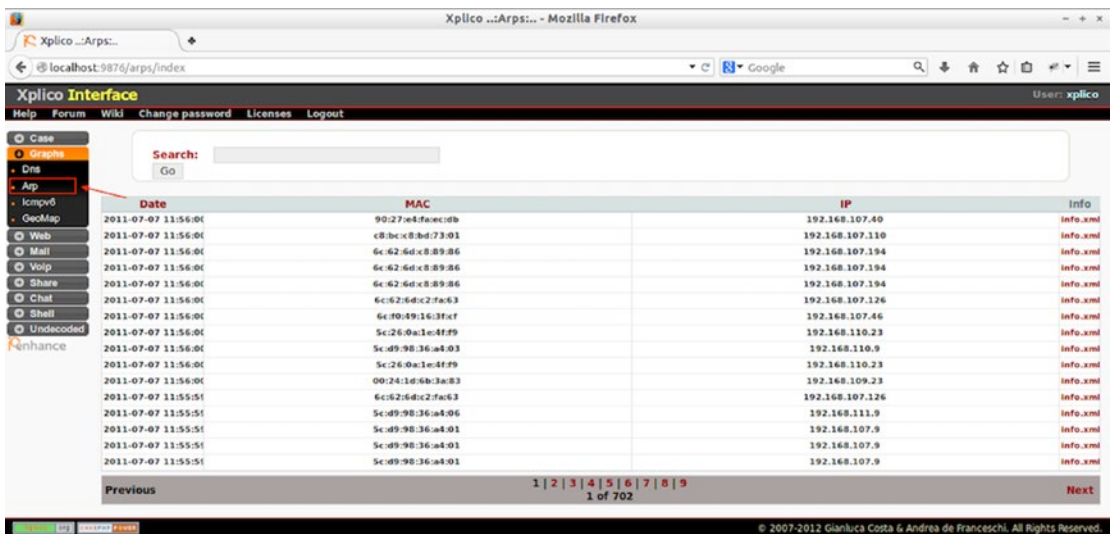 Xplico ..:Arps:.. - Mozilla Firefox
Xplico ..:Arps:..
localhost:9876/arps/index
Google
Xplico Interface
User: xplico
Help Forum Wiki Change password Licenses Logout
Case
Graphs
Dns
Arp
Icmpv6
GeoMap
Web
Mail
Voip
Share
Chat
Shell
Undecoded
enhance
Search:
Go
Date MAC IP Info
2011-07-07 11:56:00 90:27:e4:fa:ec:db 192.168.107.40 info.xml
2011-07-07 11:56:00 c8:bc:c8:bd:73:01 192.168.107.110 info.xml
2011-07-07 11:56:00 6c:62:6d:c8:89:86 192.168.107.194 info.xml
2011-07-07 11:56:00 6c:62:6d:c8:89:86 192.168.107.194 info.xml
2011-07-07 11:56:00 6c:62:6d:c8:89:86 192.168.107.194 info.xml
2011-07-07 11:56:00 6c:62:6d:c2:fa:63 192.168.107.126 info.xml
2011-07-07 11:56:00 6c:f0:49:16:3f:cf 192.168.107.46 info.xml
2011-07-07 11:56:00 5c:26:0a:1e:4f:f9 192.168.110.23 info.xml
2011-07-07 11:56:00 5c:d9:98:36:a4:03 192.168.110.9 info.xml
2011-07-07 11:56:00 5c:26:0a:1e:4f:f9 192.168.110.23 info.xml
2011-07-07 11:56:00 00:24:1d:6b:3a:83 192.168.109.23 info.xml
2011-07-07 11:55:5 6c:62:6d:c2:fa:63 192.168.107.126 info.xml
2011-07-07 11:55:5 5c:d9:98:36:a4:06 192.168.111.9 info.xml
2011-07-07 11:55:5 5c:d9:98:36:a4:01 192.168.107.9 info.xml
2011-07-07 11:55:5 5c:d9:98:36:a4:01 192.168.107.9 info.xml
2011-07-07 11:55:5 5c:d9:98:36:a4:01 192.168.107.9 info.xml
Previous
1 | 2 | 3 | 4 | 5 | 6 | 7 | 8 | 9
1 of 702
Next
© 2007-2012 Gianluca Costa & Andrea de Franceschi. All Rights Reserved.